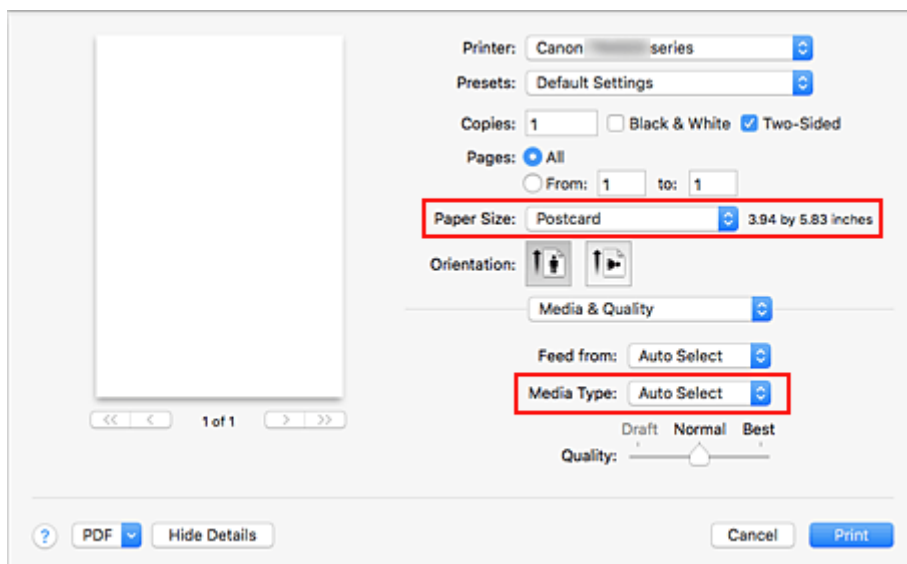 Printer: Canon series
Presets: Default Settings
Copies: 1 Black & White Two-Sided
Pages: All
From: 1 to: 1
Paper Size: Postcard 3.94 by 5.83 inches
Orientation:
Media & Quality
Feed from: Auto Select
Media Type: Auto Select
Draft Normal Best
Quality:
<< < 1 of 1 > >>
? PDF Hide Details Cancel Print